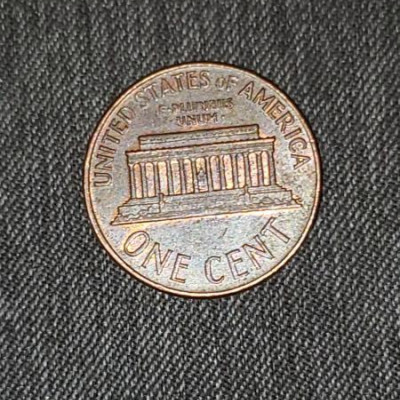 UNITED STATES OF AMERICA
E·PLURIBUS
UNUM
ONE CENT